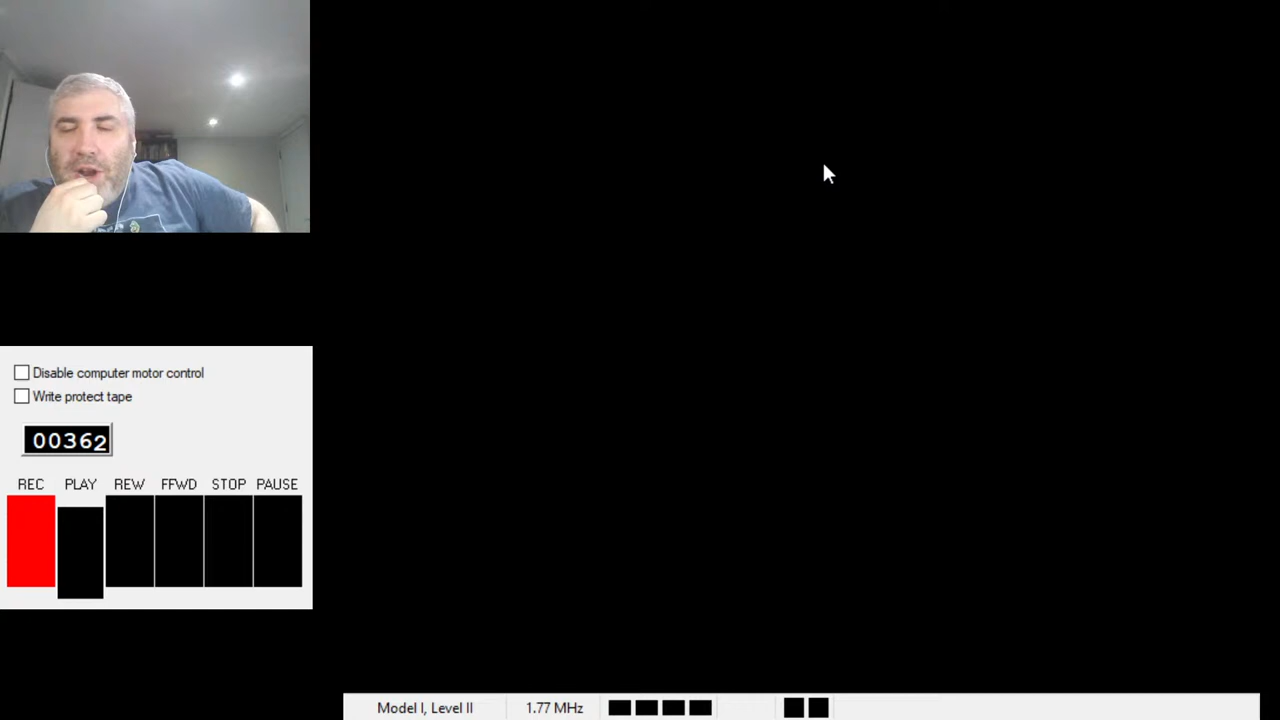 Disable computer motor control
Write protect tape
00362
REC PLAY REW FFWD STOP PAUSE
Model I, Level II 1.77 MHz